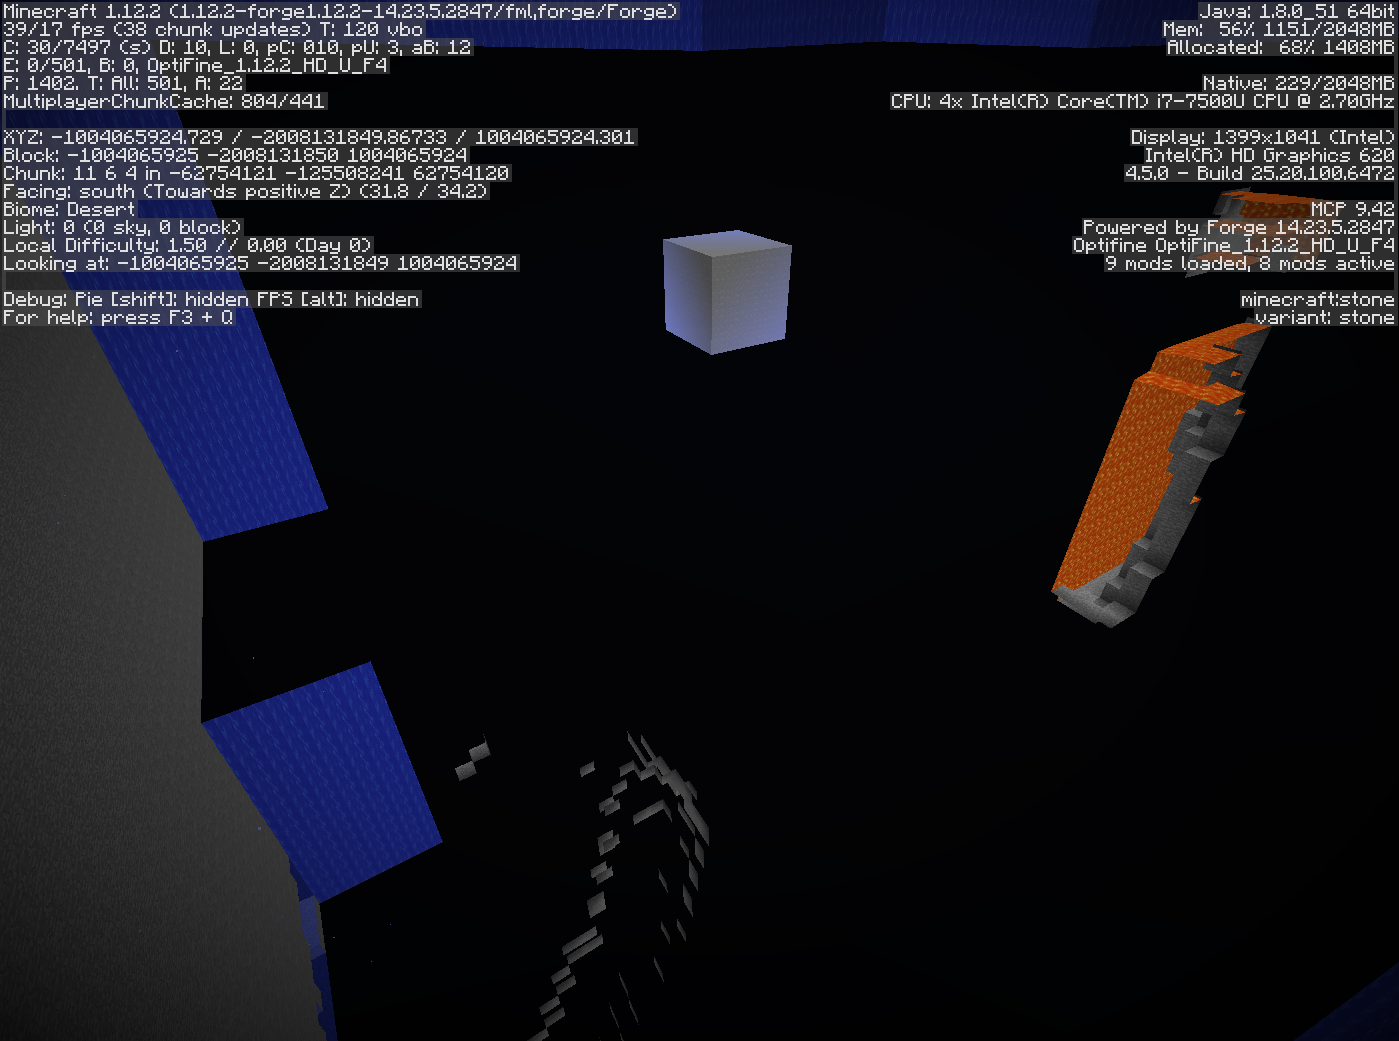 Minecraft 1.12.2 (1.12.2-forge1.12.2-14.23.5.2847/fml,forge/Forge)
39/17 fps (38 chunk updates) T: 120 vbo
C: 30/7497 (s) D: 10, L: 0, pC: 010, pU: 3, aB: 12
E: 0/501, B: 0, OptiFine_1.12.2_HD_U_F4
P: 1402. T: All: 501, A: 22
MultiplayerChunkCache: 804/441
XYZ: -1004065924.729 / -2008131849.86733 / 1004065924.301
Block: -1004065925 -2008131850 1004065924
Chunk: 11 6 4 in -62754121 -125508241 62754120
Facing: south (Towards positive Z) (31.8 / 34.2)
Biome: Desert
Light: 0 (0 sky, 0 block)
Local Difficulty: 1.50 // 0.00 (Day 0)
Looking at: -1004065925 -2008131849 1004065924
Debug: Pie [shift]: hidden FPS [alt]: hidden
For help: press F3 + Q
Java: 1.8.0_51 64bit
Mem: 56% 1151/2048MB
Allocated: 68% 1408MB
Native: 229/2048MB
CPU: 4x Intel(R) Core(TM) i7-7500U CPU @ 2.70GHz
Display: 1399x1041 (Intel)
Intel(R) HD Graphics 620
4.5.0 - Build 25.20.100.6472
MCP 9.42
Powered by Forge 14.23.5.2847
Optifine OptiFine_1.12.2_HD_U_F4
9 mods loaded, 8 mods active
minecraft:stone
variant: stone